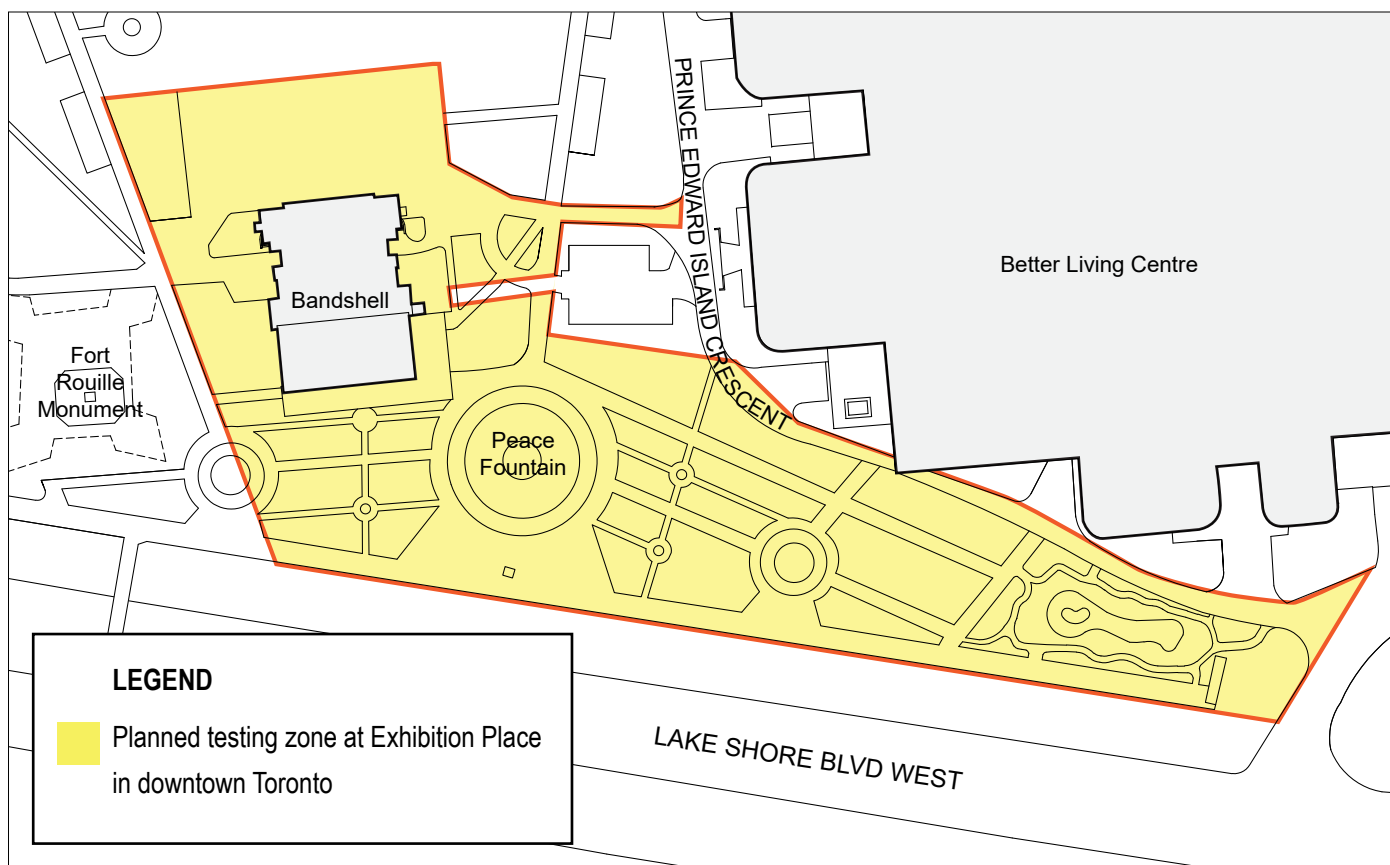 PRINCE EDWARD ISLAND CRESCENT
Better Living Centre
Bandshell
Fort
Rouille
Monument
Peace
Fountain
LEGEND
Planned testing zone at Exhibition Place
in downtown Toronto
LAKE SHORE BLVD WEST